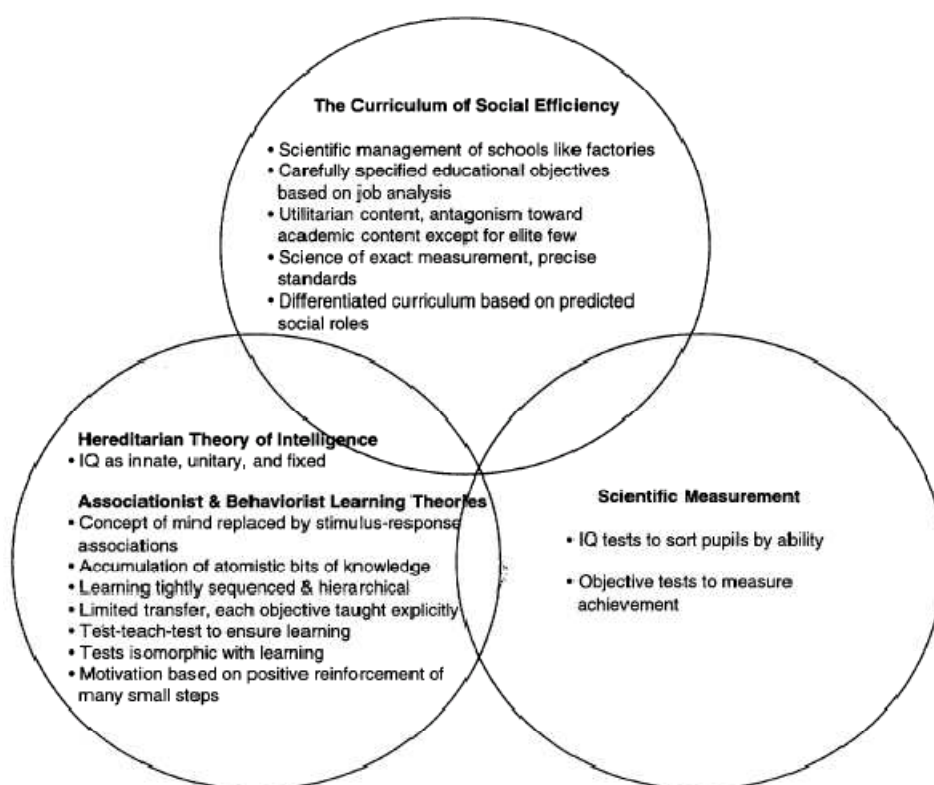 The Curriculum of Social Efficiency
• Scientific management of schools like factories
• Carefully specified educational objectives
based on job analysis
• Utilitarian content, antagonism toward
academic content except for elite few
• Science of exact measurement, precise
standards
• Differentiated curriculum based on predicted
social roles
Hereditarian Theory of Intelligence
• IQ as innate, unitary, and fixed
Associationist & Behaviorist Learning Theories
• Concept of mind replaced by stimulus-response
associations
• Accumulation of atomistic bits of knowledge
• Learning tightly sequenced & hierarchical
• Limited transfer, each objective taught explicitly
• Test-teach-test to ensure learning
• Tests isomorphic with learning
• Motivation based on positive reinforcement of
many small steps
Scientific Measurement
• IQ tests to sort pupils by ability
• Objective tests to measure
achievement